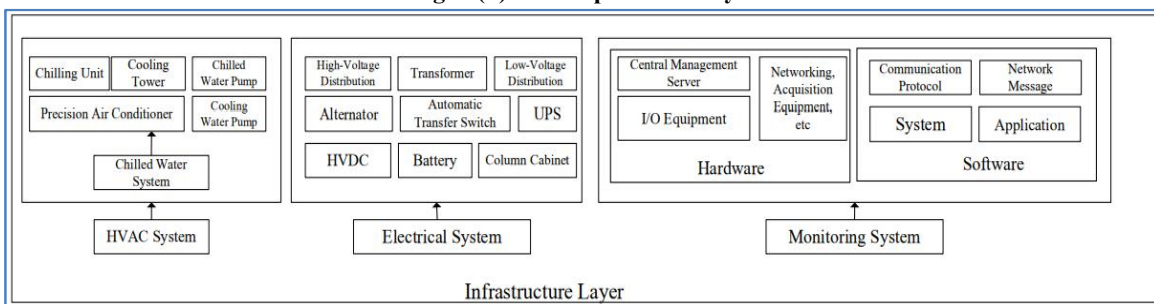 Chilling Unit
Cooling
Tower
Chilled
Water Pump
Precision Air Conditioner
Cooling
Water Pump
Chilled Water
System
HVAC System
High-Voltage
Distribution
Transformer
Low-Voltage
Distribution
Alternator
Automatic
Transfer Switch
UPS
HVDC
Battery
Column Cabinet
Electrical System
Central Management
Server
I/O Equipment
Networking,
Acquisition
Equipment,
etc
Hardware
Communication
Protocol
Network
Message
System
Application
Software
Monitoring System
Infrastructure Layer